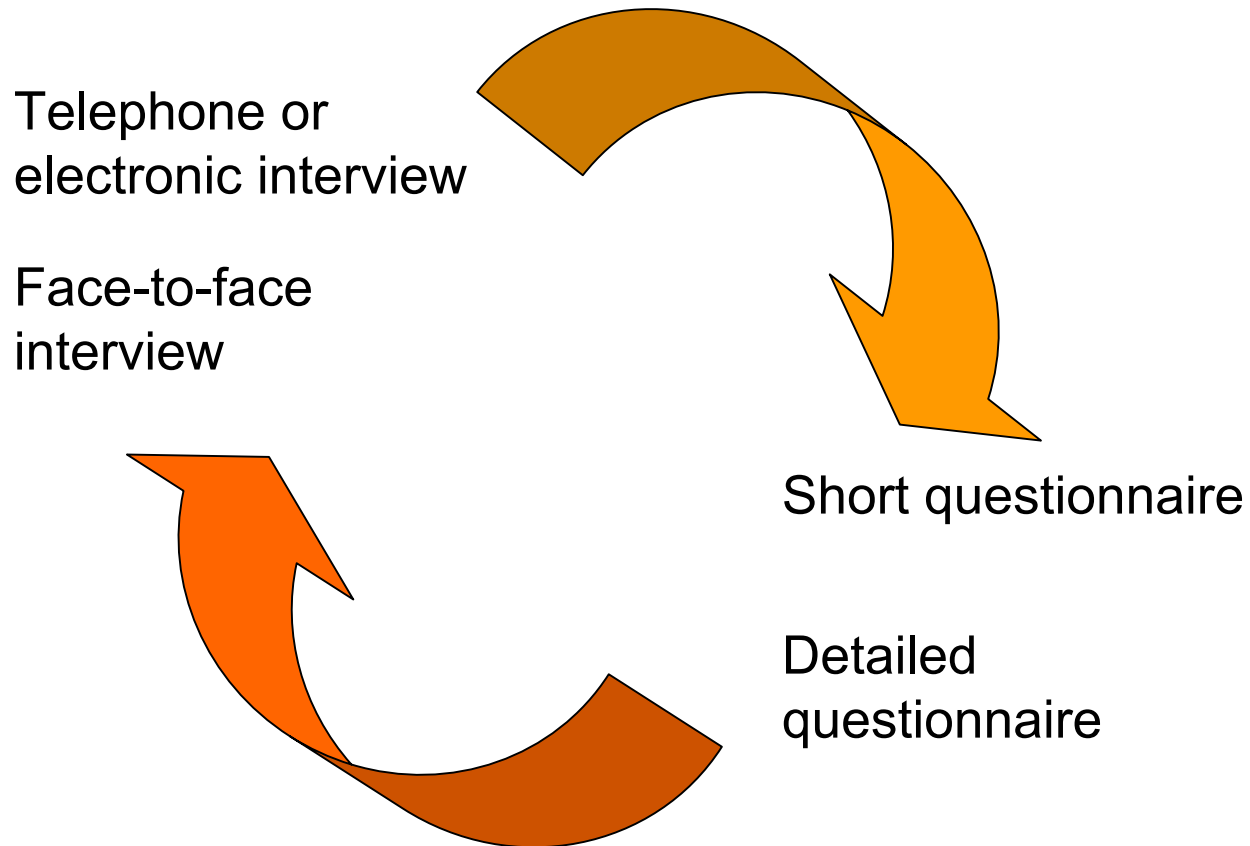 Telephone or
electronic interview
Face-to-face
interview
Short questionnaire
Detailed
questionnaire